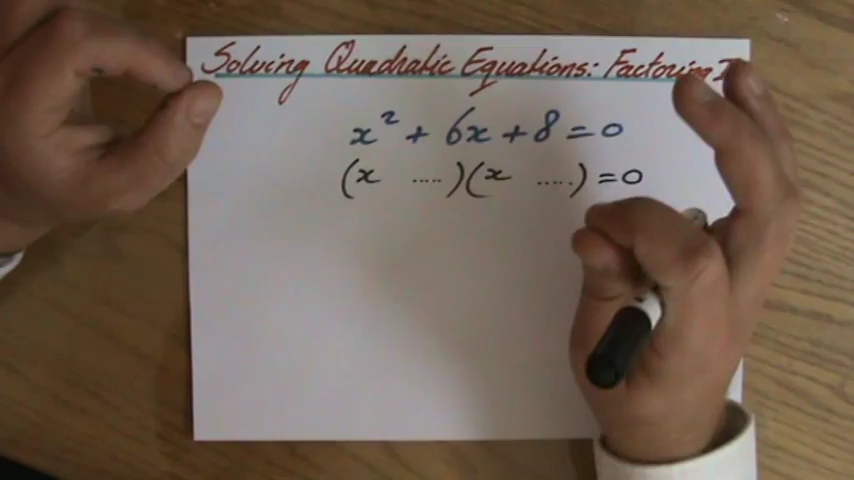 Solving Quadratic Equations: Factoring I
x² + 6x + 8 = 0
(x .....)(x .....) = 0